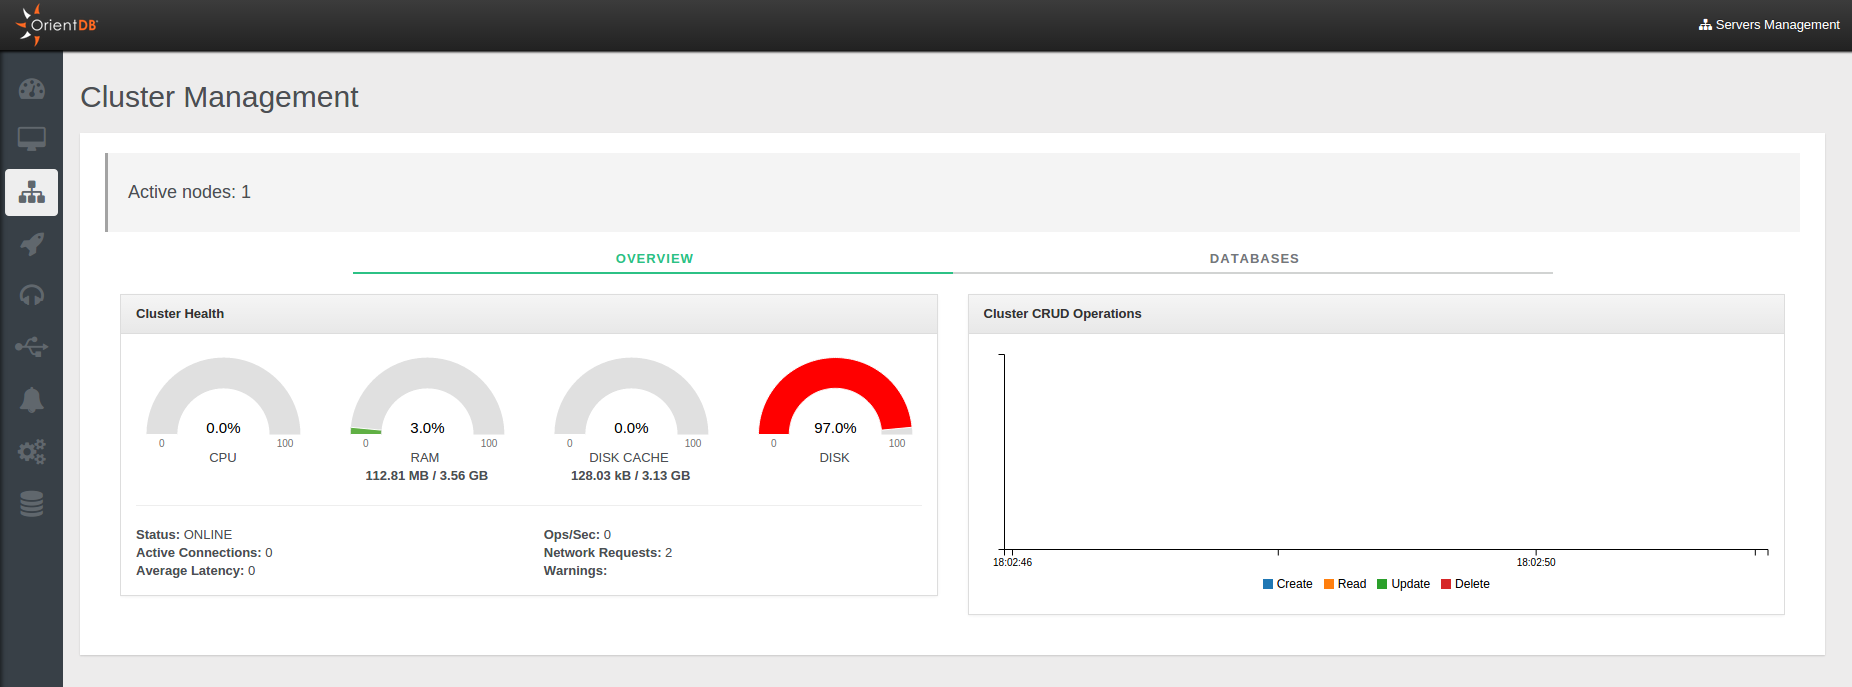 OrientDB
Servers Management
Cluster Management
Active nodes: 1
OVERVIEW
DATABASES
Cluster Health
0.0%
0 100
CPU
3.0%
0 100
RAM
112.81 MB / 3.56 GB
0.0%
0 100
DISK CACHE
128.03 kB / 3.13 GB
97.0%
0 100
DISK
Status: ONLINE
Active Connections: 0
Average Latency: 0
Ops/Sec: 0
Network Requests: 2
Warnings:
Cluster CRUD Operations
18:02:46 18:02:50
Create Read Update Delete